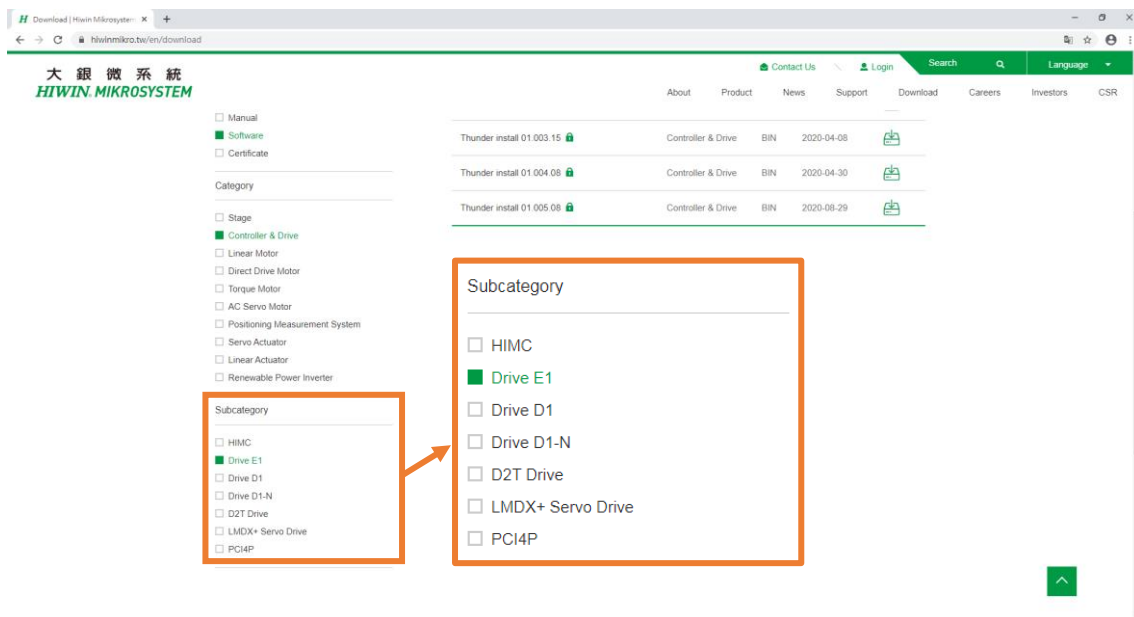 Download | Hiwin Mikrosystem
hiwinmikro.tw/en/download
大銀微系統
HIWIN MIKROSYSTEM
Contact Us
Login
Search
Language
About Product News Support Download Careers Investors CSR
Manual
Software
Certificate
Category
Stage
Controller & Drive
Linear Motor
Direct Drive Motor
Torque Motor
AC Servo Motor
Positioning Measurement System
Servo Actuator
Linear Actuator
Renewable Power Inverter
Subcategory
HIMC
Drive E1
Drive D1
Drive D1-N
D2T Drive
LMDX+ Servo Drive
PCI4P
Thunder install 01.003.15 Controller & Drive BIN 2020-04-08
Thunder install 01.004.08 Controller & Drive BIN 2020-04-30
Thunder install 01.005.08 Controller & Drive BIN 2020-08-29
Subcategory
HIMC
Drive E1
Drive D1
Drive D1-N
D2T Drive
LMDX+ Servo Drive
PCI4P